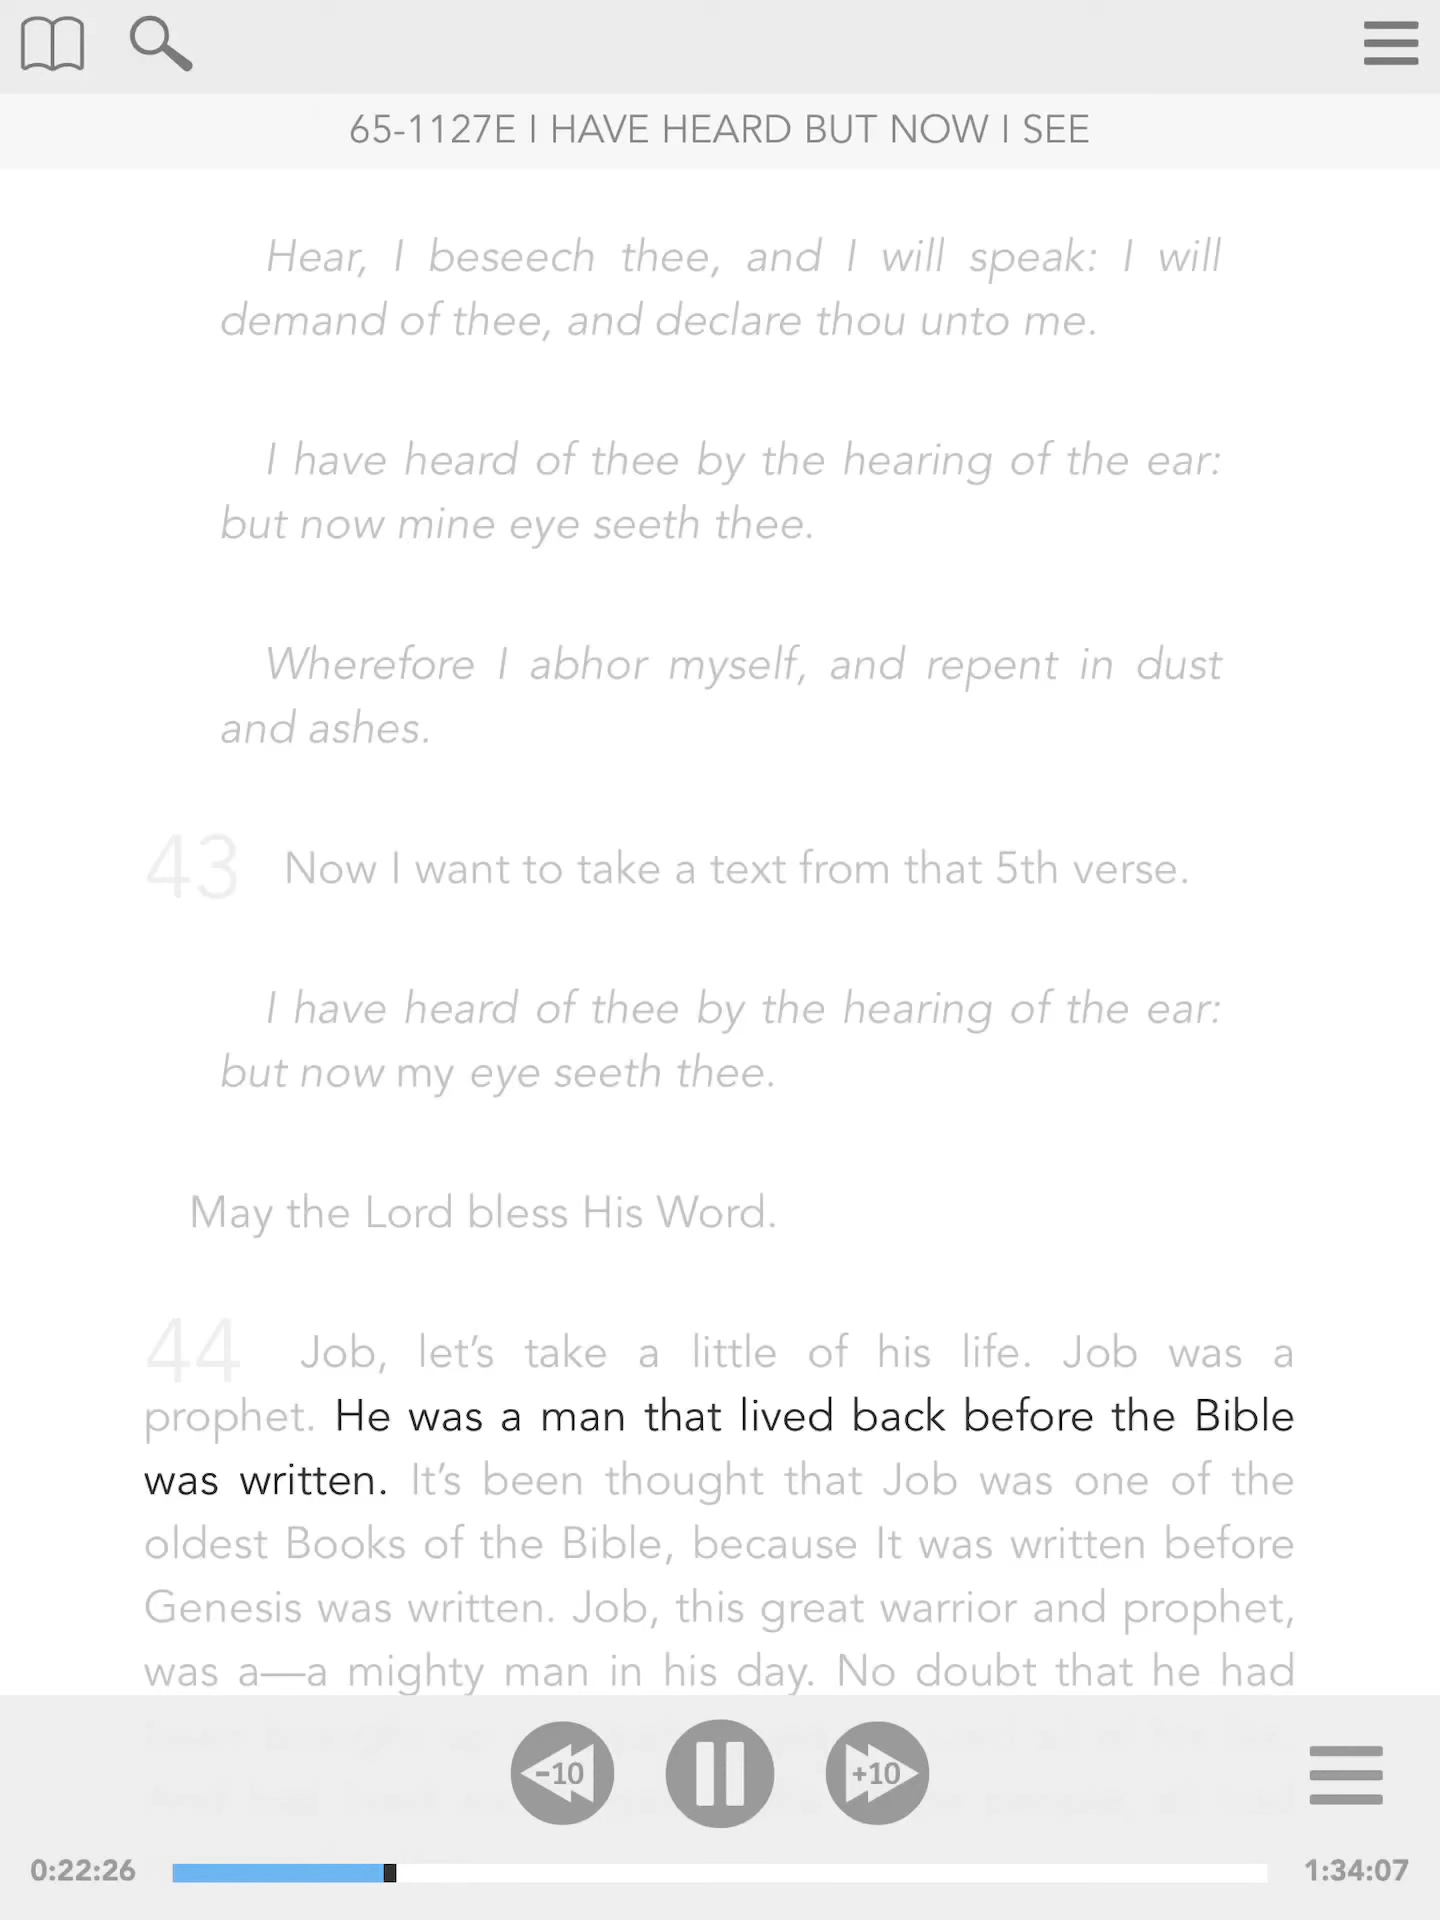 65-1127E I HAVE HEARD BUT NOW I SEE
Hear, I beseech thee, and I will speak: I will
demand of thee, and declare thou unto me.
I have heard of thee by the hearing of the ear:
but now mine eye seeth thee.
Wherefore I abhor myself, and repent in dust
and ashes.
43 Now I want to take a text from that 5th verse.
I have heard of thee by the hearing of the ear:
but now my eye seeth thee.
May the Lord bless His Word.
44 Job, let’s take a little of his life. Job was a
prophet. He was a man that lived back before the Bible
was written. It’s been thought that Job was one of the
oldest Books of the Bible, because It was written before
Genesis was written. Job, this great warrior and prophet,
was a—a mighty man in his day. No doubt that he had
-10 +10
0:22:26 1:34:07